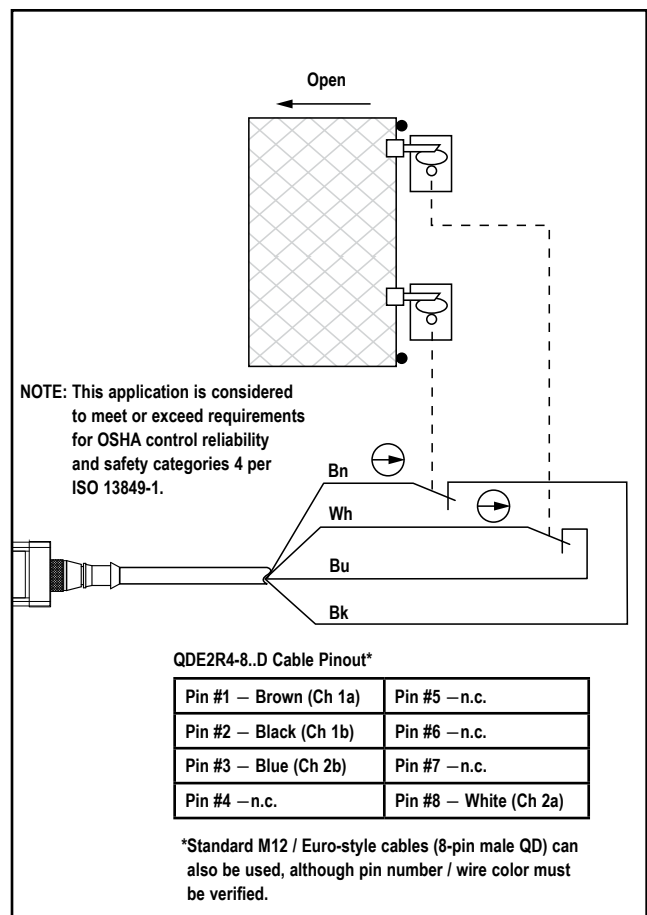 Open
NOTE: This application is considered
to meet or exceed requirements
for OSHA control reliability
and safety categories 4 per
ISO 13849-1.
Bn
Wh
Bu
Bk
QDE2R4-8..D Cable Pinout*
Pin #1 — Brown (Ch 1a) Pin #5 —n.c.
Pin #2 — Black (Ch 1b) Pin #6 —n.c.
Pin #3 — Blue (Ch 2b) Pin #7 —n.c.
Pin #4 —n.c. Pin #8 — White (Ch 2a)
*Standard M12 / Euro-style cables (8-pin male QD) can
also be used, although pin number / wire color must
be verified.